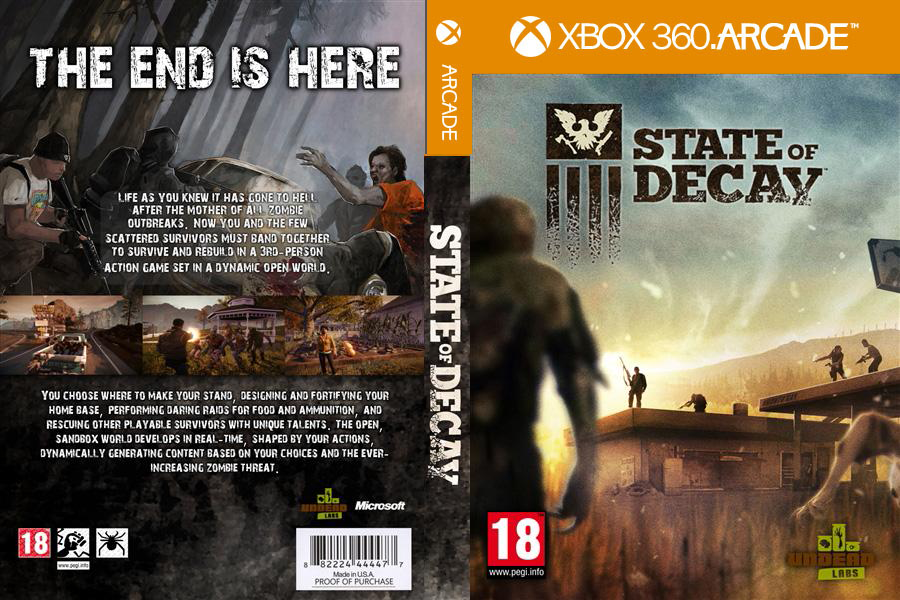 THE END IS HERE
LIFE AS YOU KNEW IT HAS GONE TO HELL
AFTER THE MOTHER OF ALL ZOMBIE
OUTBREAKS. NOW YOU AND THE FEW
SCATTERED SURVIVORS MUST BAND TOGETHER
TO SURVIVE AND REBUILD IN A 3RD-PERSON
ACTION GAME SET IN A DYNAMIC OPEN WORLD.
YOU CHOOSE WHERE TO MAKE YOUR STAND, DESIGNING AND FORTIFYING YOUR
HOME BASE, PERFORMING DARING RAIDS FOR FOOD AND AMMUNITION, AND
RESCUING OTHER PLAYABLE SURVIVORS WITH UNIQUE TALENTS. THE OPEN,
SANDBOX WORLD DEVELOPS IN REAL-TIME, SHAPED BY YOUR ACTIONS,
DYNAMICALLY GENERATING CONTENT BASED ON YOUR CHOICES AND THE EVER-
INCREASING ZOMBIE THREAT.
UNDEAD
LABS
Microsoft
18
www.pegi.info
8 82224 44447 7
Made in U.S.A.
PROOF OF PURCHASE
ARCADE
STATE OF DECAY
XBOX 360.ARCADE™
STATE OF
DECAY
18
www.pegi.info
UNDEAD
LABS